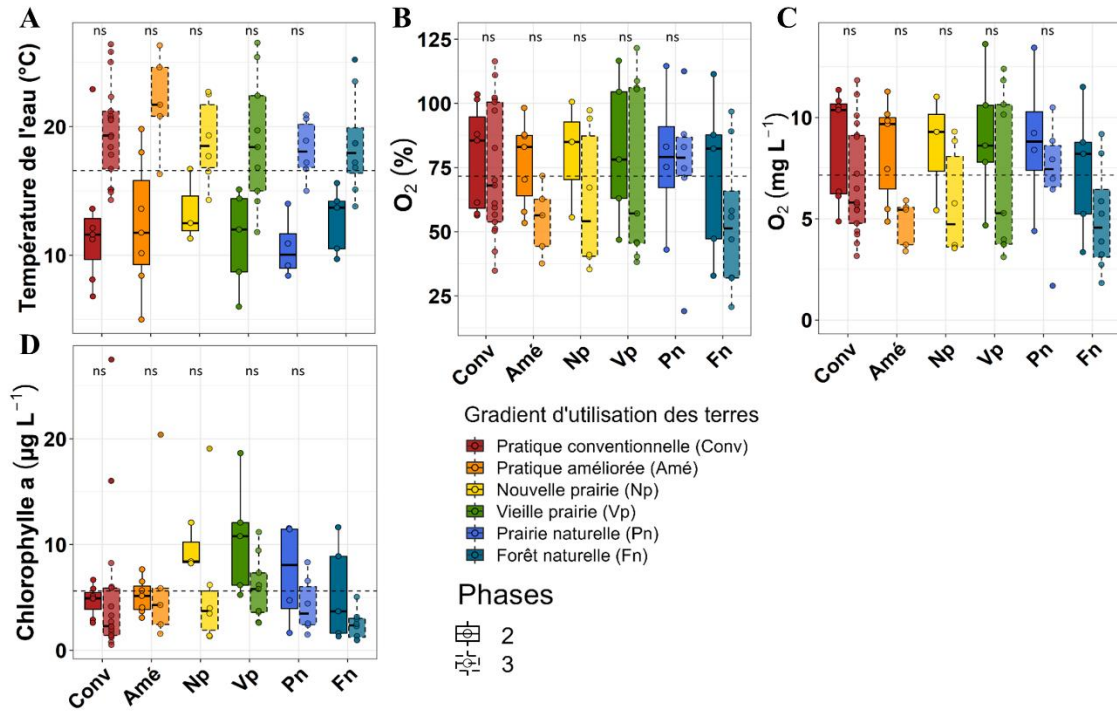 A
ns ns ns ns ns
Température de l'eau (°C)
20
10
B
ns ns ns ns
O₂ (%)
125
100
75
50
25
Conv Amé Np Vp Pn Fn
C
ns ns ns ns ns
O₂ (mg L⁻¹)
10
5
0
Conv Amé Np Vp Pn Fn
D
ns ns ns ns ns
Chlorophylle a (µg L⁻¹)
20
10
0
Conv Amé Np Vp Pn Fn
Gradient d'utilisation des terres
Pratique conventionnelle (Conv)
Pratique améliorée (Amé)
Nouvelle prairie (Np)
Vieille prairie (Vp)
Prairie naturelle (Pn)
Forêt naturelle (Fn)
Phases
2
3